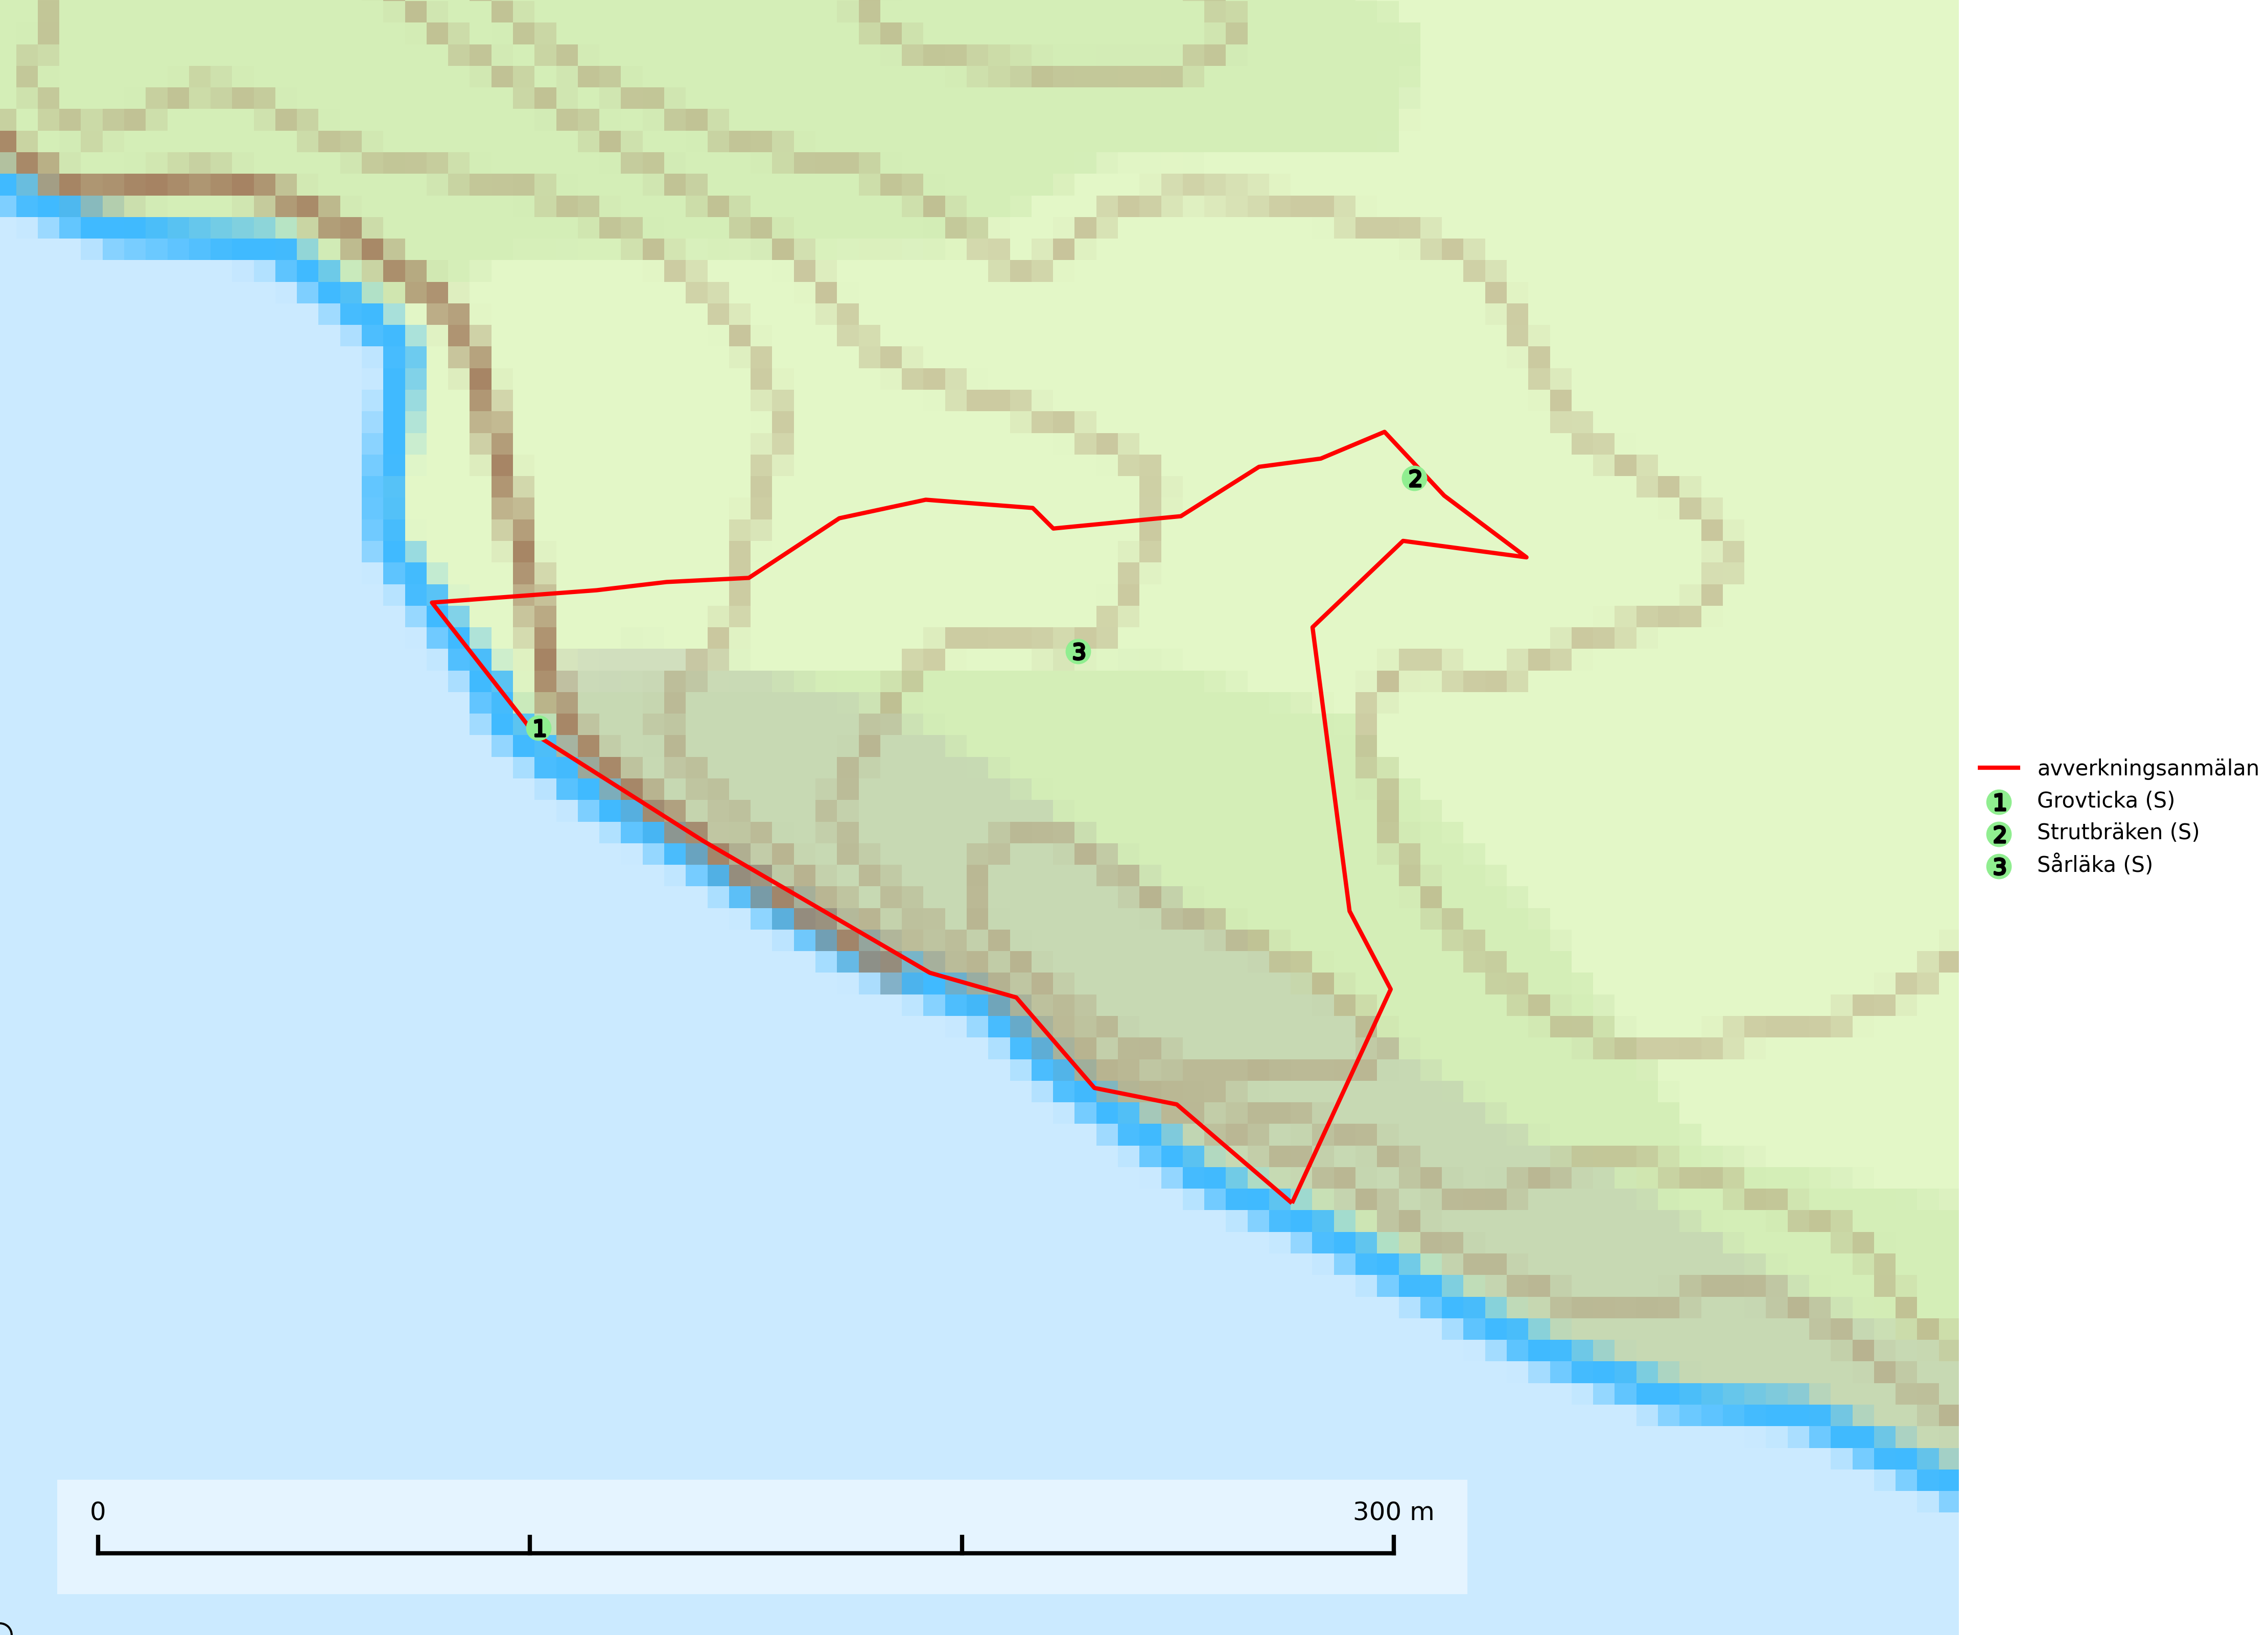 2
3
1
avverkningsanmälan
1 Grovticka (S)
2 Strutbräken (S)
3 Sårläka (S)
0 300 m